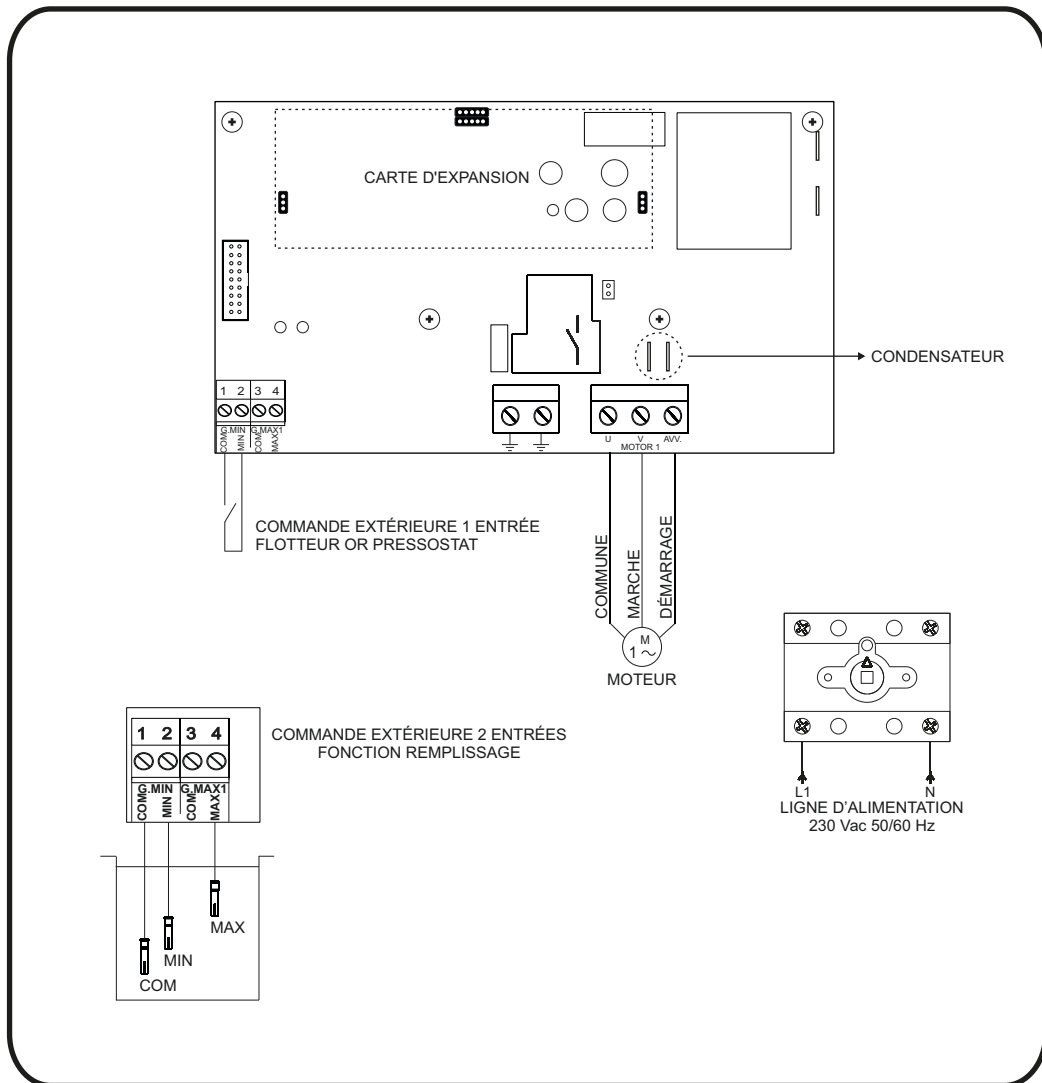 CARTE D'EXPANSION
CONDENSATEUR
1 2 3 4
G.MIN G.MAX1
COM MIN COM MAX1
U V AVV.
MOTOR 1
COMMANDE EXTÉRIEURE 1 ENTRÉE
FLOTTEUR OR PRESSOSTAT
COMMUNE
MARCHE
DÉMARRAGE
M
1 ~
MOTEUR
1 2 3 4
G.MIN G.MAX1
COM MIN COM MAX1
COMMANDE EXTÉRIEURE 2 ENTRÉES
FONCTION REMPLISSAGE
MAX
MIN
COM
L1 N
LIGNE D'ALIMENTATION
230 Vac 50/60 Hz